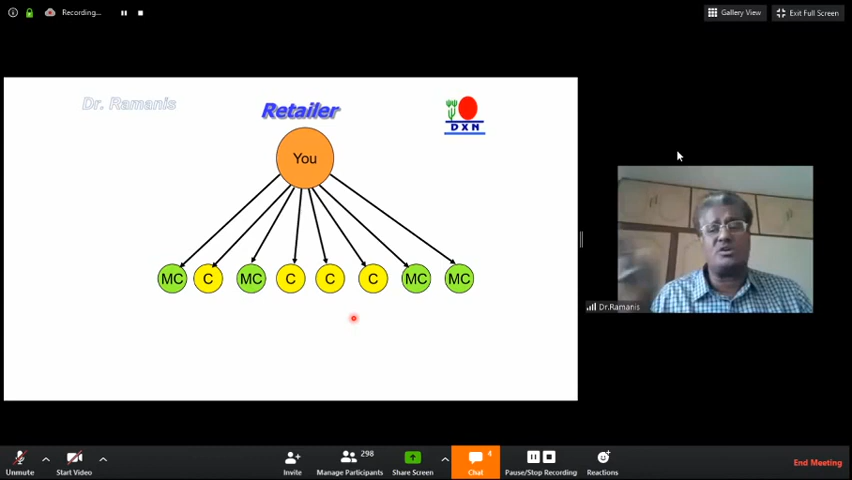 Recording...
Gallery View
Exit Full Screen
Dr. Ramanis
Retailer
DXN
You
MC C MC C C C MC MC
Dr.Ramanis
298
4
Unmute
Start Video
Invite
Manage Participants
Share Screen
Chat
Pause/Stop Recording
Reactions
End Meeting